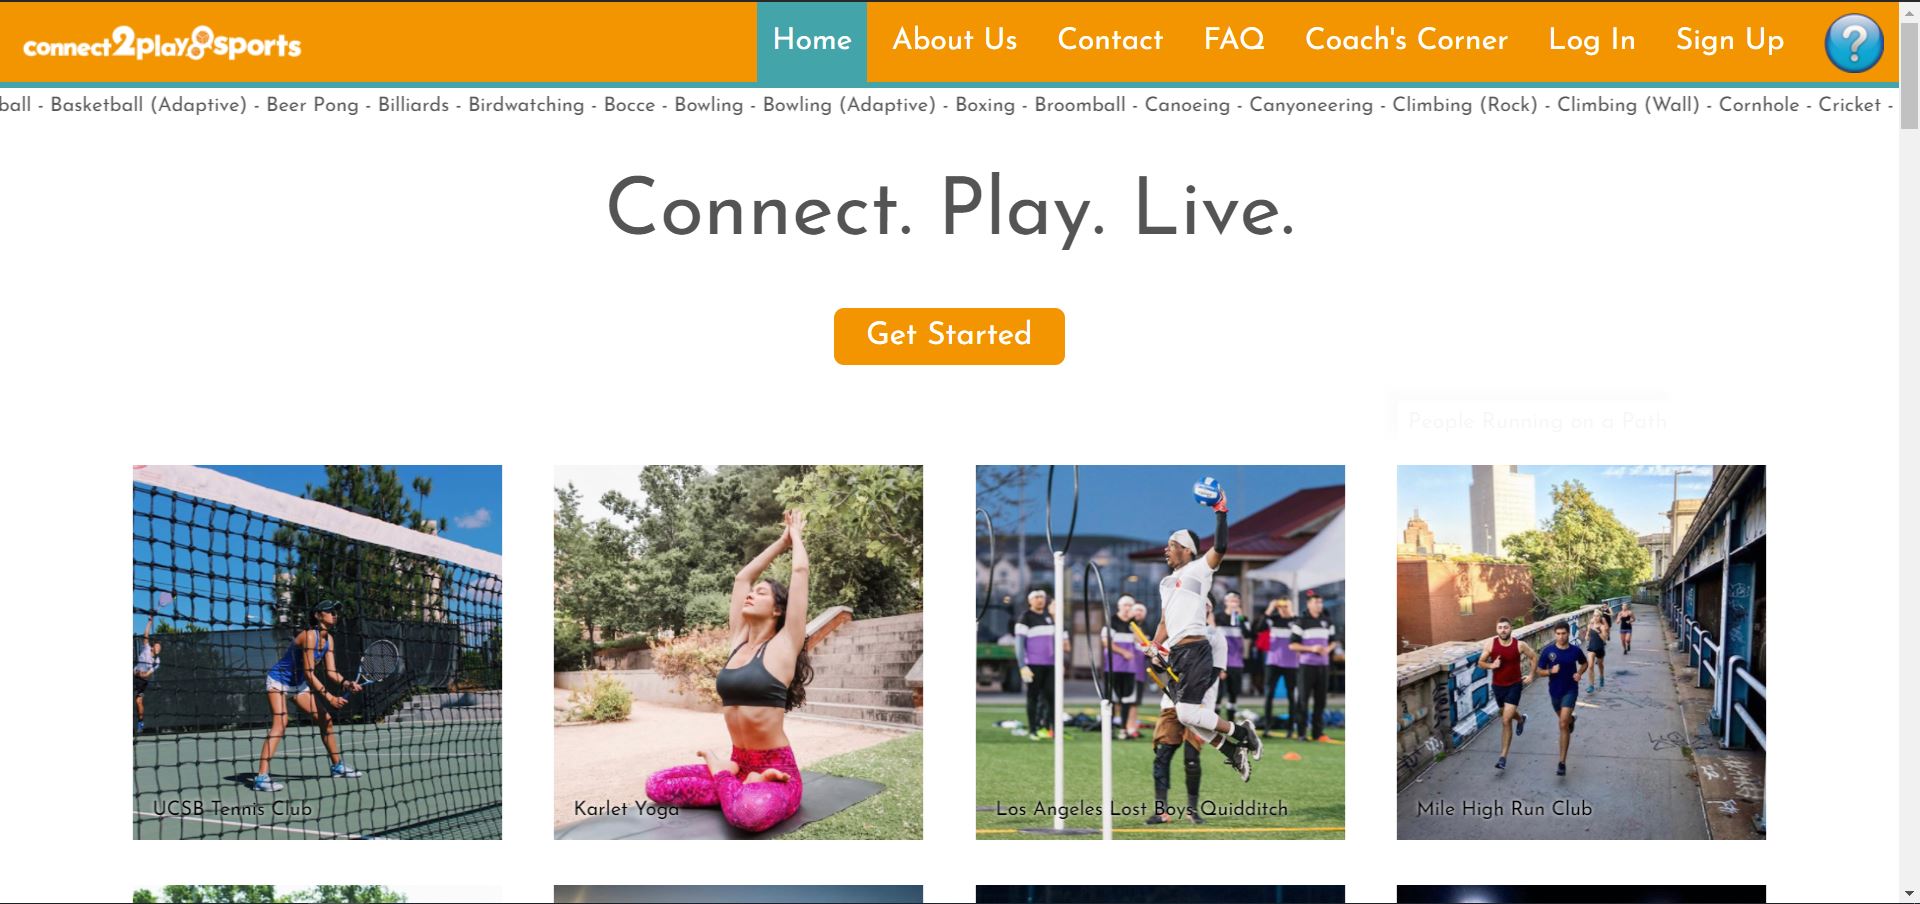 connect2play sports
Home About Us Contact FAQ Coach's Corner Log In Sign Up ?
ball - Basketball (Adaptive) - Beer Pong - Billiards - Birdwatching - Bocce - Bowling - Bowling (Adaptive) - Boxing - Broomball - Canoeing - Canyoneering - Climbing (Rock) - Climbing (Wall) - Cornhole - Cricket -
Connect. Play. Live.
Get Started
People Running on a Path
UCSB Tennis Club
Karlet Yoga
Los Angeles Lost Boys Quidditch
Mile High Run Club